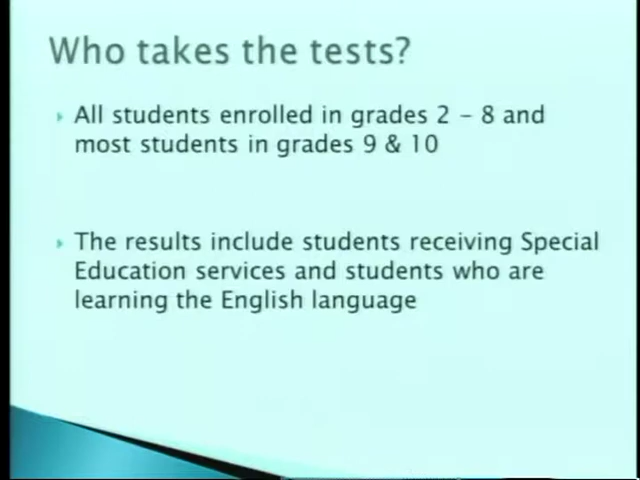 Who takes the tests?
All students enrolled in grades 2 – 8 and
most students in grades 9 & 10
The results include students receiving Special
Education services and students who are
learning the English language